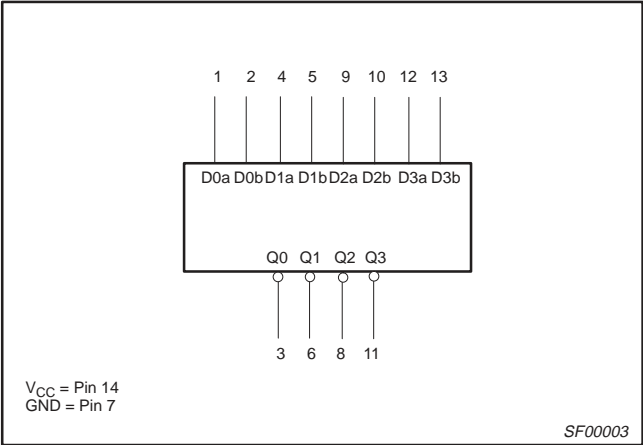 1 2 4 5 9 10 12 13
D0a D0b D1a D1b D2a D2b D3a D3b
Q0 Q1 Q2 Q3
3 6 8 11
VCC = Pin 14
GND = Pin 7
SF00003